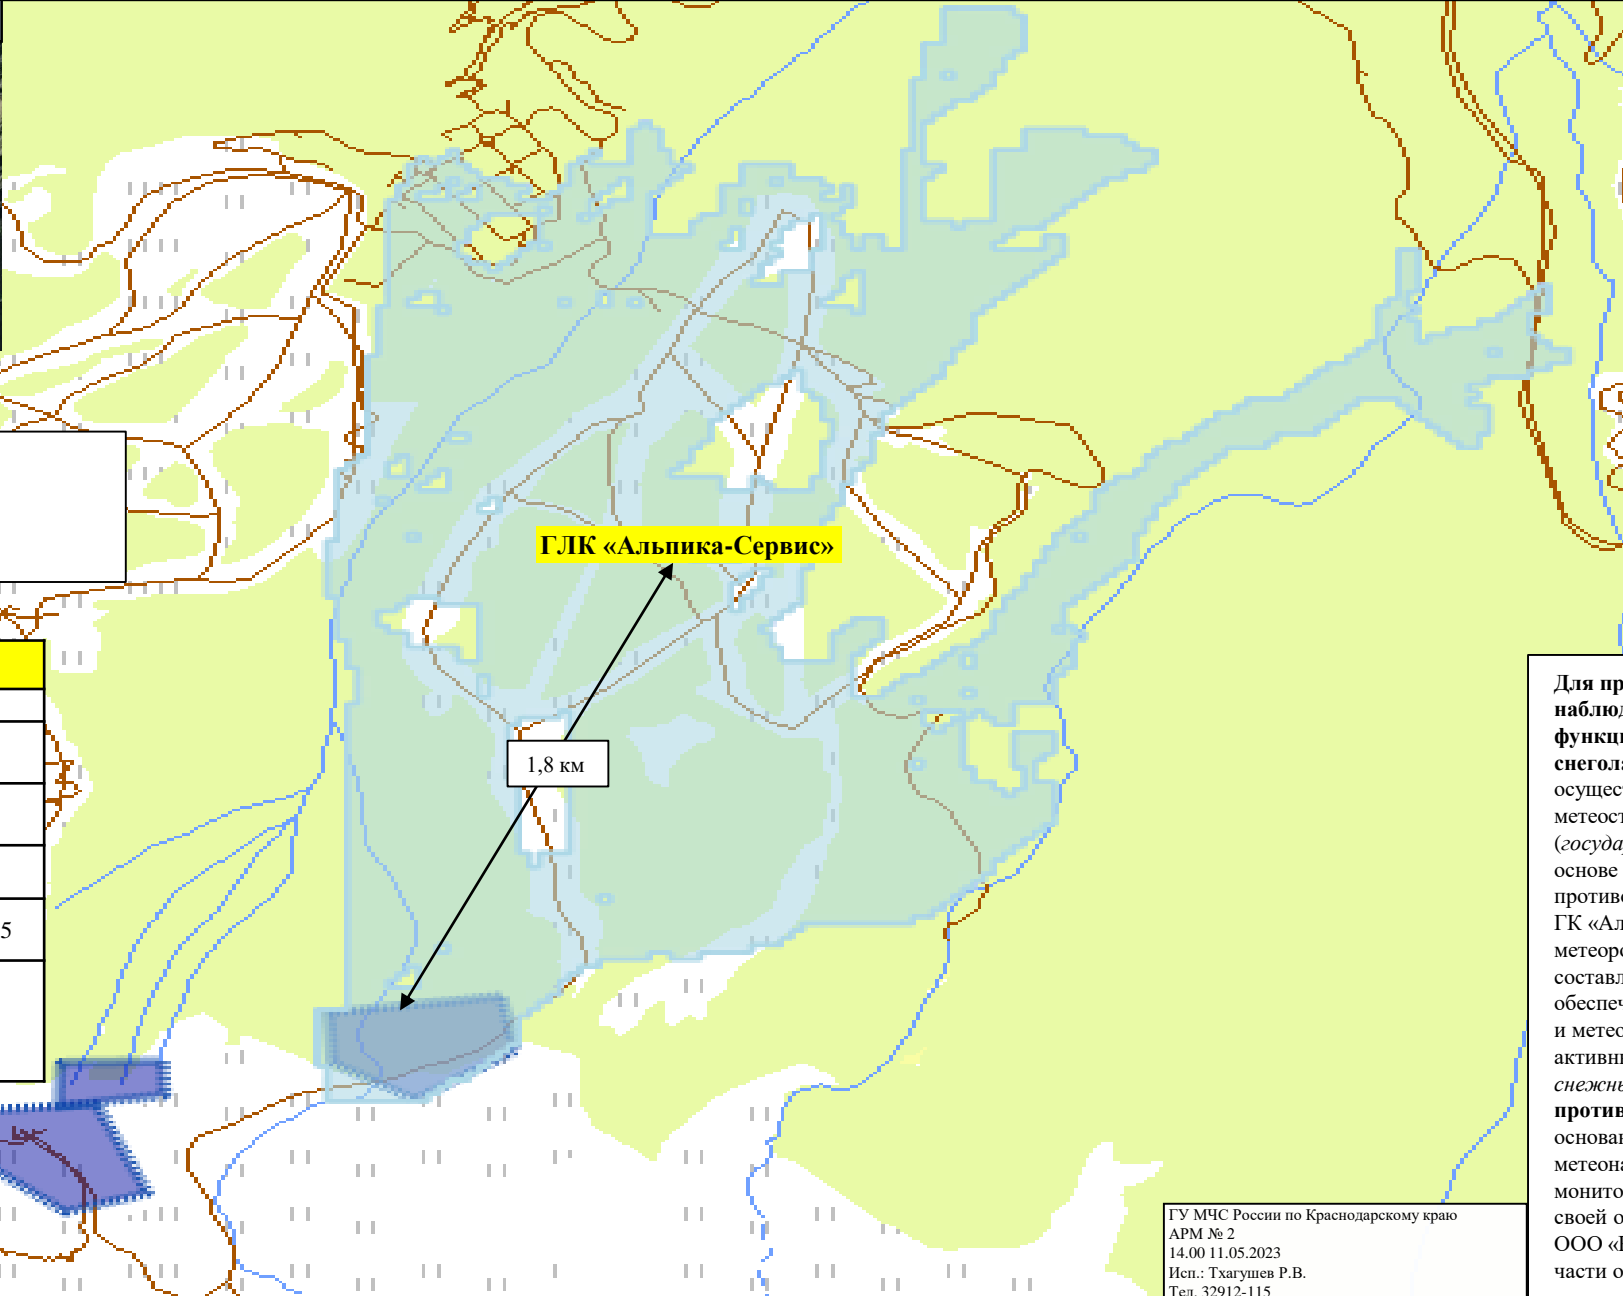 ГЛК «Альпика-Сервис»
1,8 км
5
Для пр
наблюд
функци
снегола
осущес
метеост
(госуда
основе
противо
ГК «Ал
метеоро
составл
обеспеч
и метео
активны
снежны
против
основан
метеона
монито
своей о
ООО «
части о
ГУ МЧС России по Краснодарскому краю
АРМ № 2
14.00 11.05.2023
Исп.: Тхагушев Р.В.
Тел. 32912-115